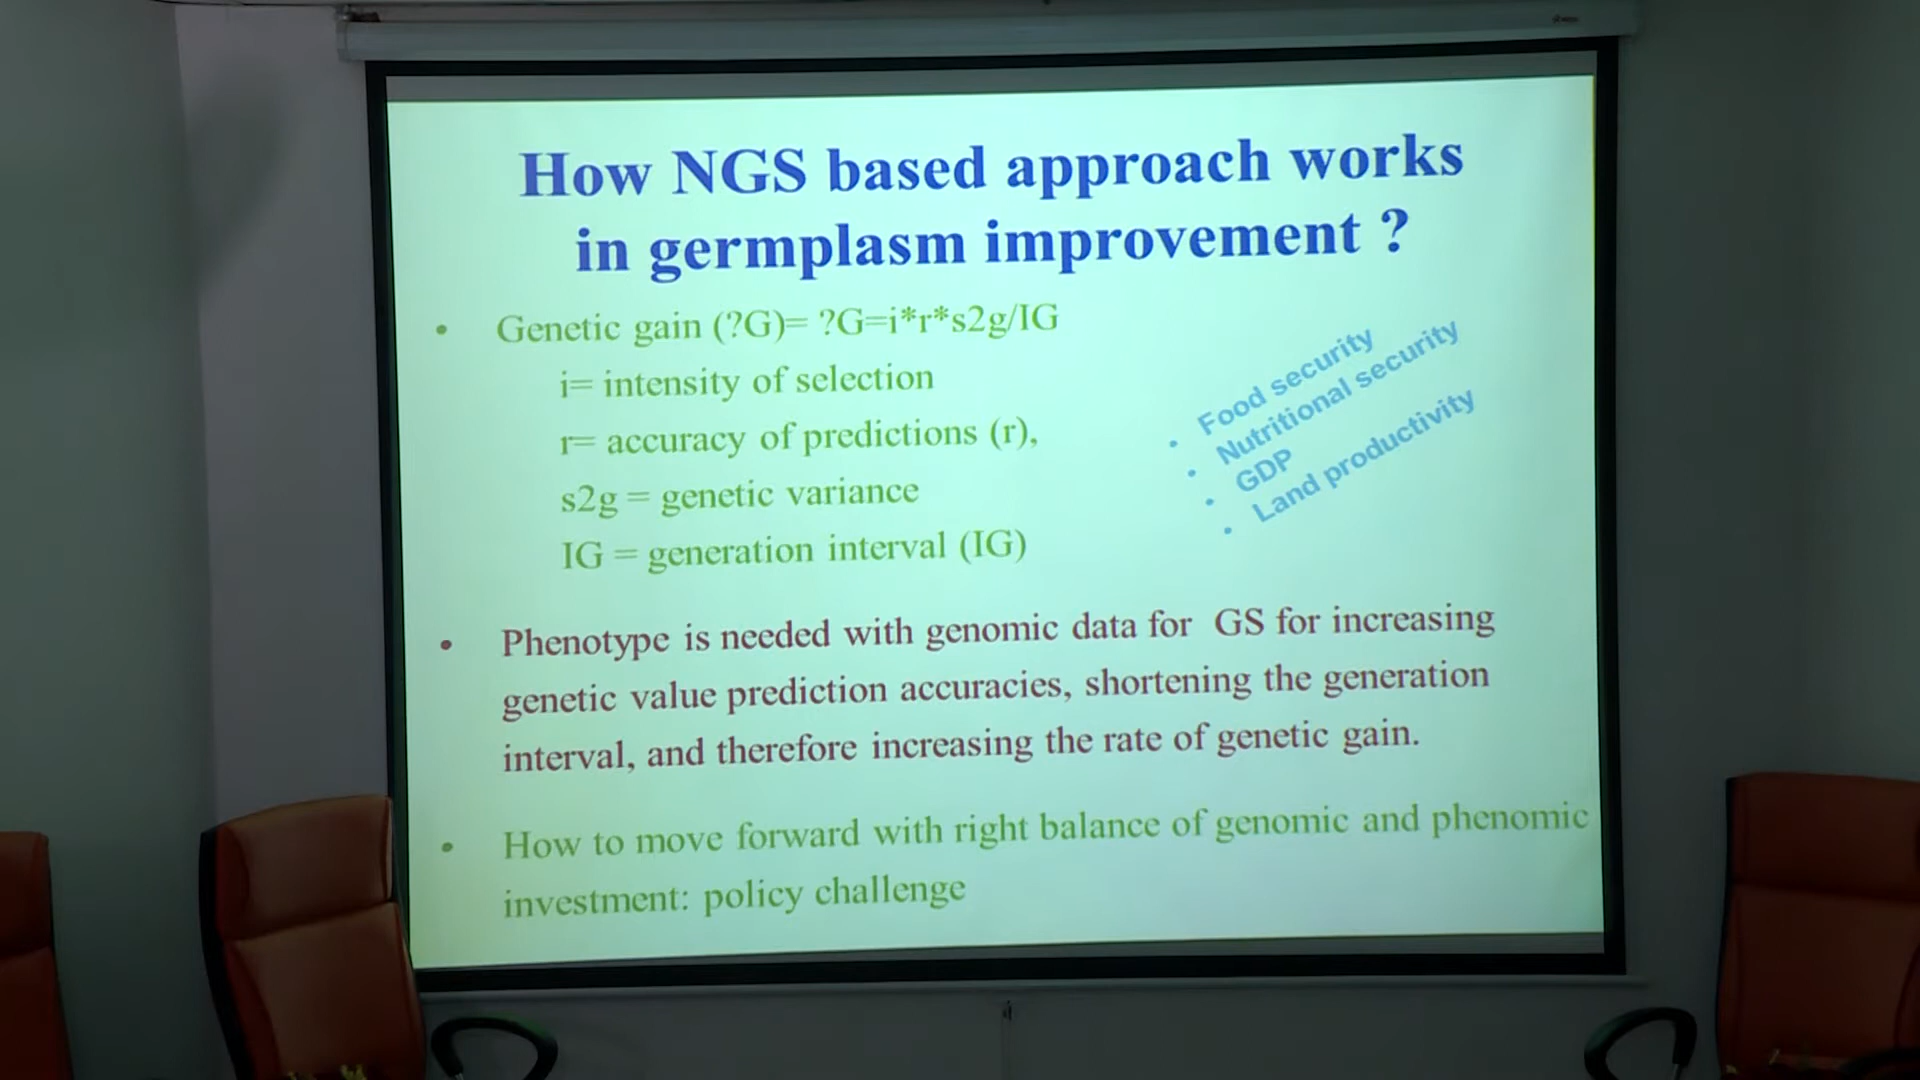 How NGS based approach works
in germplasm improvement ?
• Genetic gain (?G)= ?G=i*r*s2g/IG
i= intensity of selection
r= accuracy of predictions (r),
s2g = genetic variance
IG = generation interval (IG)
• Food security
• Nutritional security
• GDP
• Land productivity
• Phenotype is needed with genomic data for GS for increasing
genetic value prediction accuracies, shortening the generation
interval, and therefore increasing the rate of genetic gain.
• How to move forward with right balance of genomic and phenomic
investment: policy challenge